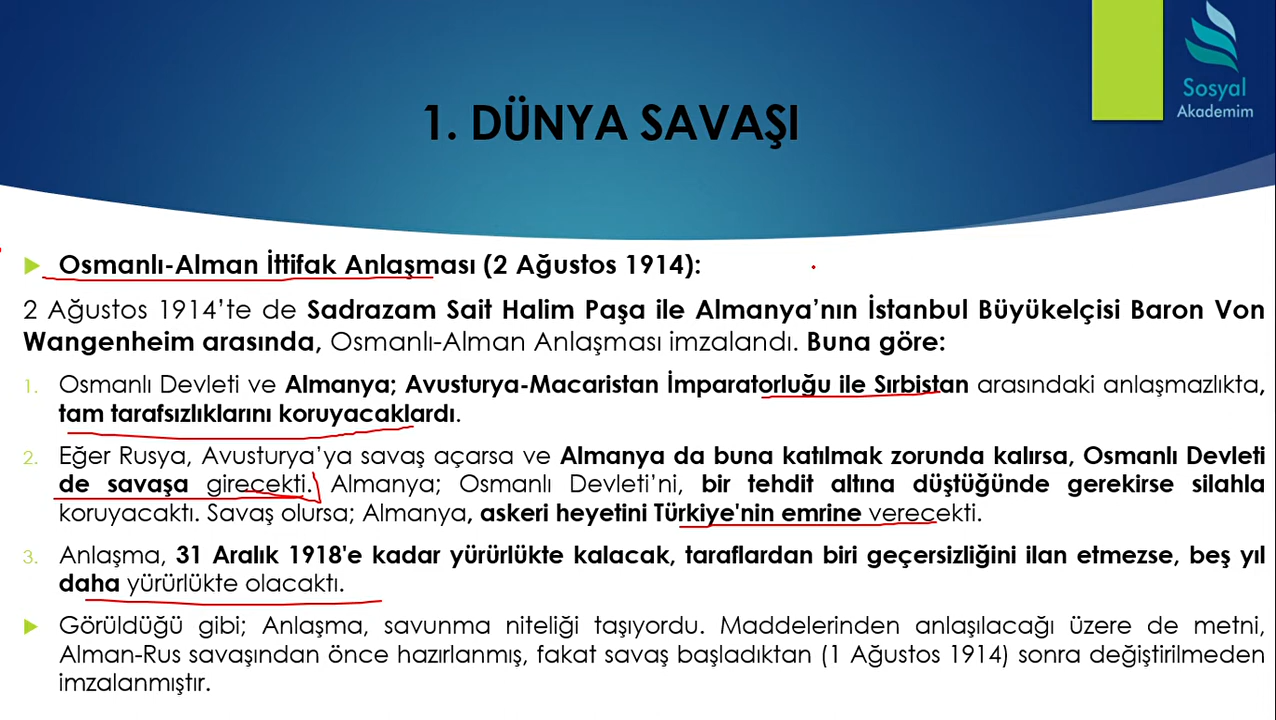 Sosyal
Akademim
1. DÜNYA SAVAŞI
Osmanlı-Alman İttifak Anlaşması (2 Ağustos 1914):
2 Ağustos 1914’te de Sadrazam Sait Halim Paşa ile Almanya’nın İstanbul Büyükelçisi Baron Von
Wangenheim arasında, Osmanlı-Alman Anlaşması imzalandı. Buna göre:
1. Osmanlı Devleti ve Almanya; Avusturya-Macaristan İmparatorluğu ile Sırbistan arasındaki anlaşmazlıkta,
tam tarafsızlıklarını koruyacaklardı.
2. Eğer Rusya, Avusturya’ya savaş açarsa ve Almanya da buna katılmak zorunda kalırsa, Osmanlı Devleti
de savaşa girecekti. Almanya; Osmanlı Devleti’ni, bir tehdit altına düştüğünde gerekirse silahla
koruyacaktı. Savaş olursa; Almanya, askeri heyetini Türkiye'nin emrine verecekti.
3. Anlaşma, 31 Aralık 1918'e kadar yürürlükte kalacak, taraflardan biri geçersizliğini ilan etmezse, beş yıl
daha yürürlükte olacaktı.
Görüldüğü gibi; Anlaşma, savunma niteliği taşıyordu. Maddelerinden anlaşılacağı üzere de metni,
Alman-Rus savaşından önce hazırlanmış, fakat savaş başladıktan (1 Ağustos 1914) sonra değiştirilmeden
imzalanmıştır.